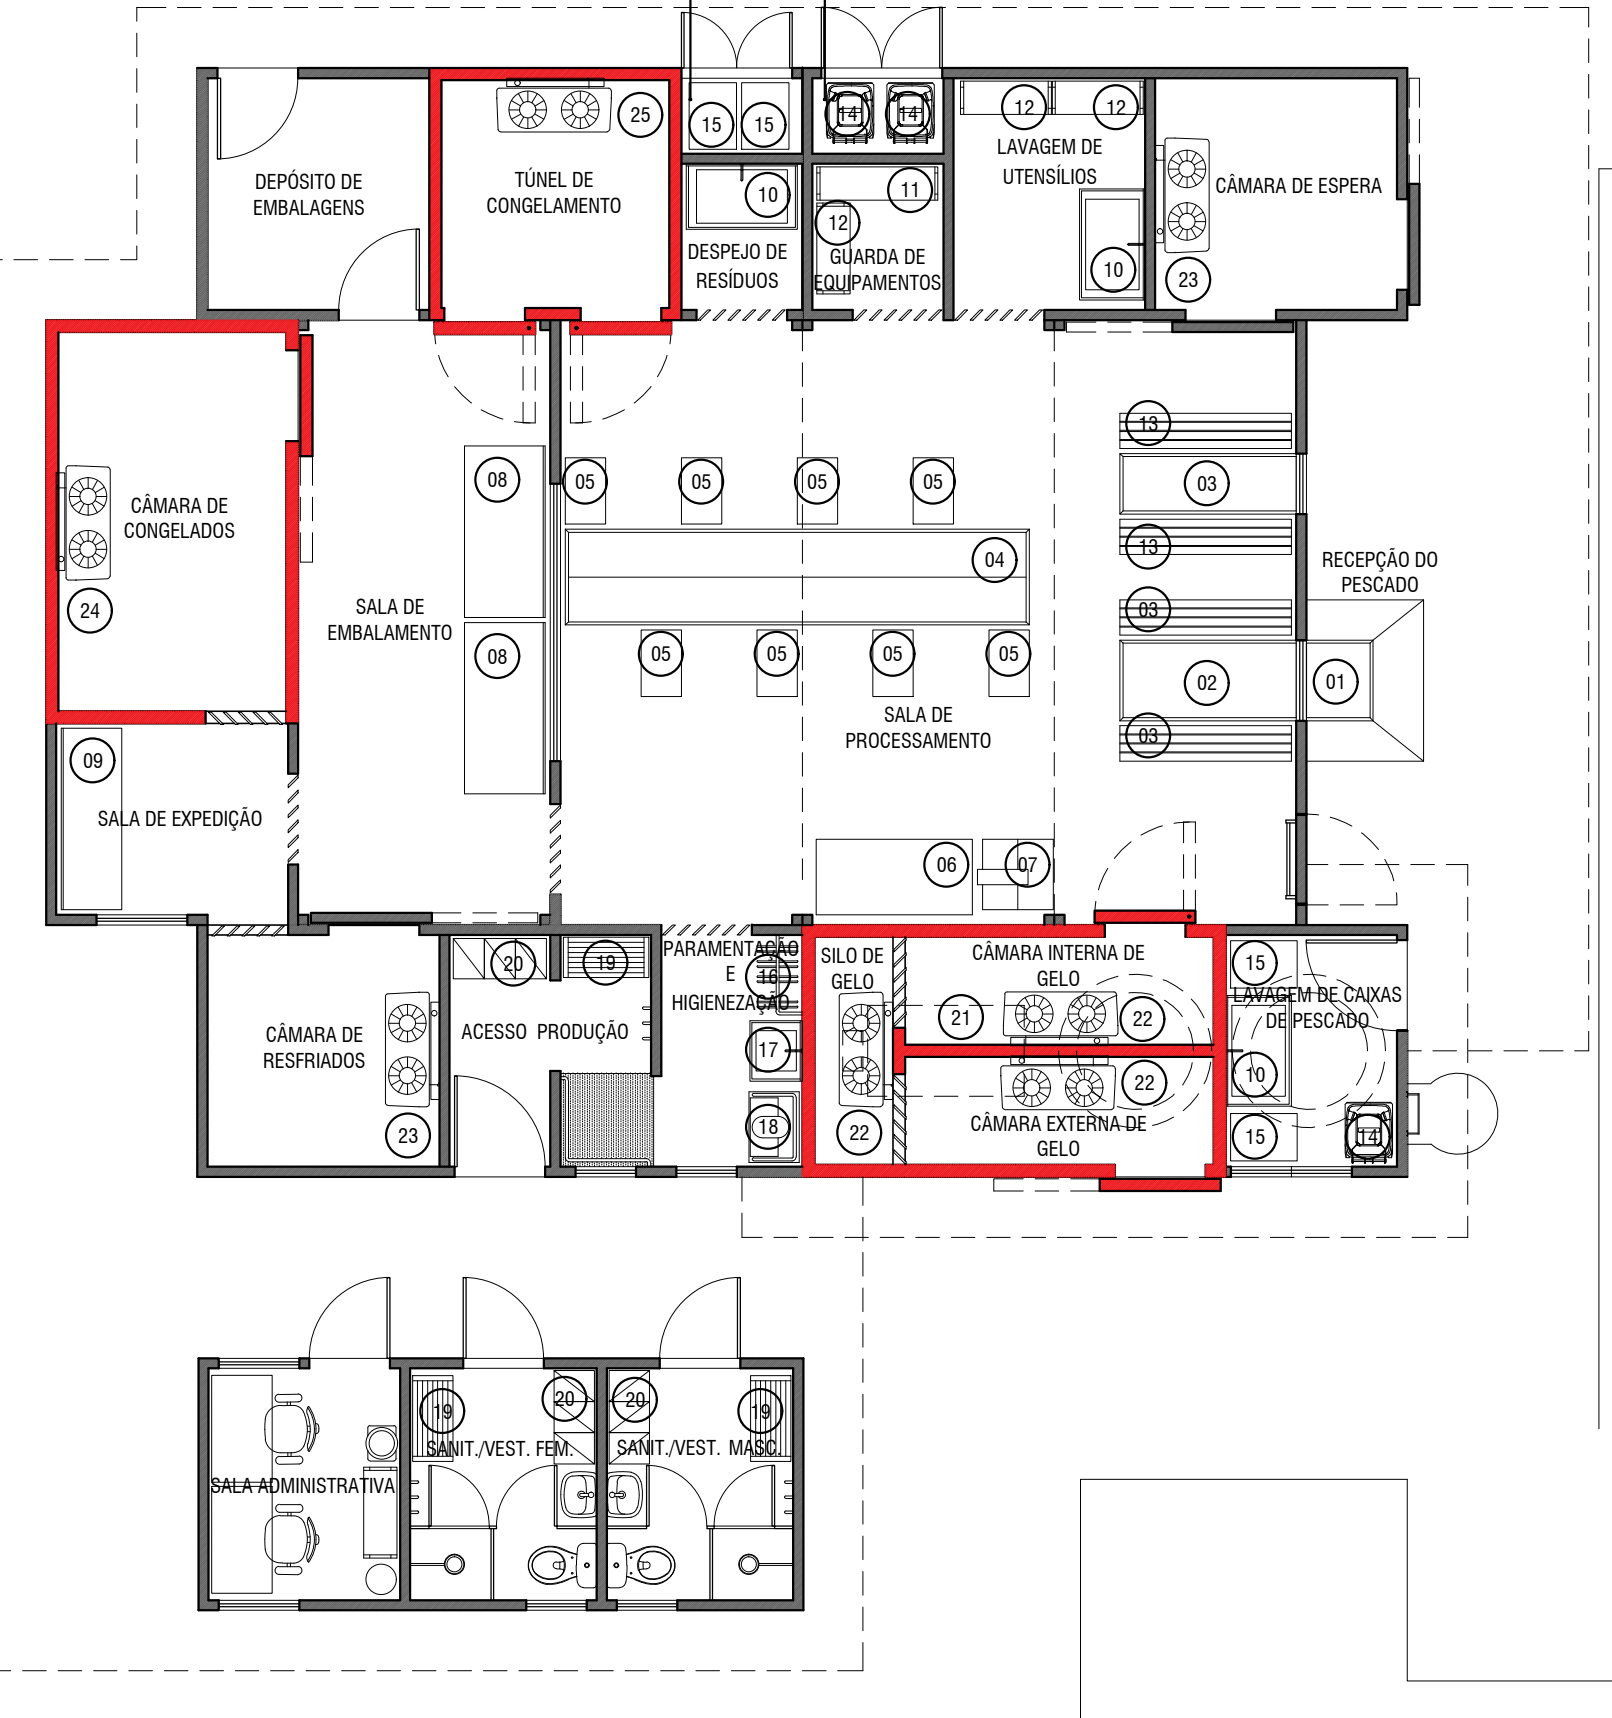 25
15
15
14
14
12
12
DEPÓSITO DE
EMBALAGENS
TÚNEL DE
CONGELAMENTO
10
DESPEJO DE
RESÍDUOS
11
12
GUARDA DE
EQUIPAMENTOS
LAVAGEM DE
UTENSÍLIOS
10
CÂMARA DE ESPERA
23
CÂMARA DE
CONGELADOS
24
SALA DE
EMBALAMENTO
08
08
05
05
05
05
04
05
05
05
05
SALA DE
PROCESSAMENTO
13
03
13
03
02
03
01
RECEPÇÃO DO
PESCADO
09
SALA DE EXPEDIÇÃO
06
07
CÂMARA DE
RESFRIADOS
23
20
19
ACESSO PRODUÇÃO
PARAMENTAÇÃO
E
HIGIENEZAÇÃO
16
17
18
SILO DE
GELO
22
CÂMARA INTERNA DE
GELO
21
22
22
CÂMARA EXTERNA DE
GELO
15
LAVAGEM DE CAIXAS
DE PESCADO
10
15
14
SALA ADMINISTRATIVA
19
20
SANIT./VEST. FEM.
20
19
SANIT./VEST. MASC.